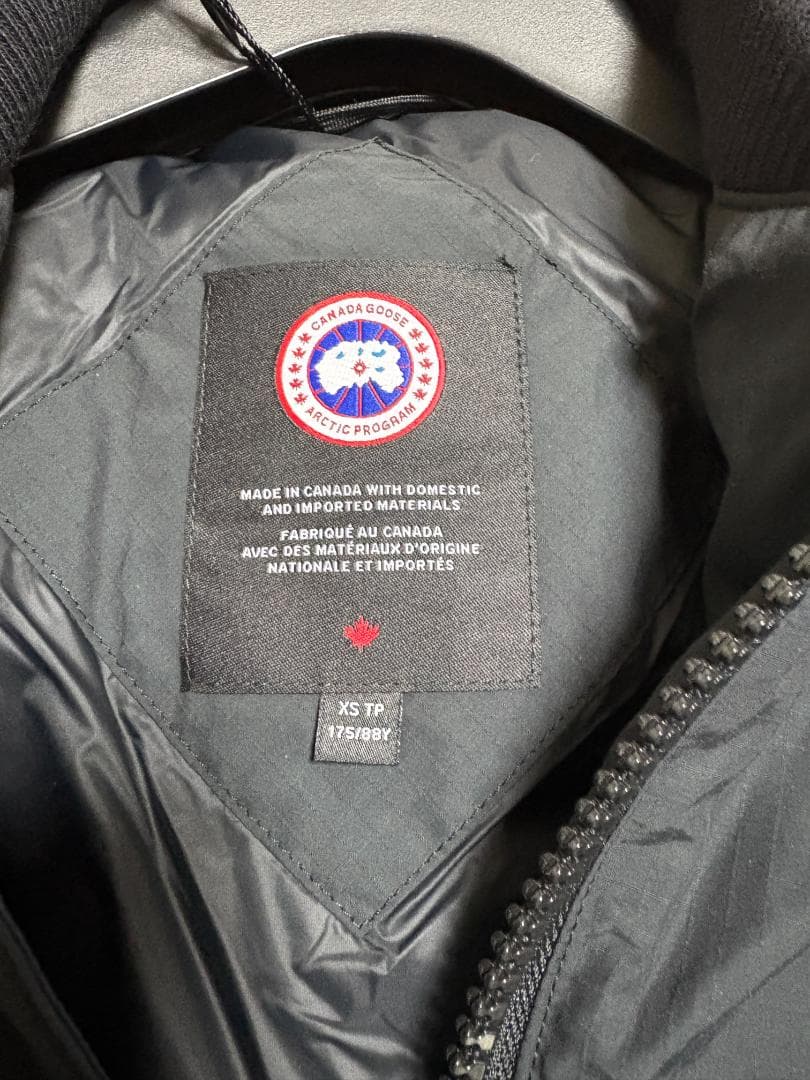 CANADA GOOSE
ARCTIC PROGRAM
MADE IN CANADA WITH DOMESTIC
AND IMPORTED MATERIALS
FABRIQUÉ AU CANADA
AVEC DES MATÉRIAUX D'ORIGINE
NATIONALE ET IMPORTÉS
XS TP
175/88Y